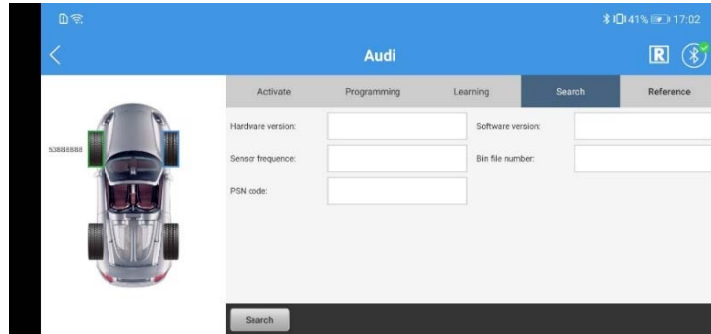 41% 17:02
Audi
R
Activate Programming Learning Search Reference
Hardware version: Software version:
Sensor frequence: Bin file number:
PSN code:
Search